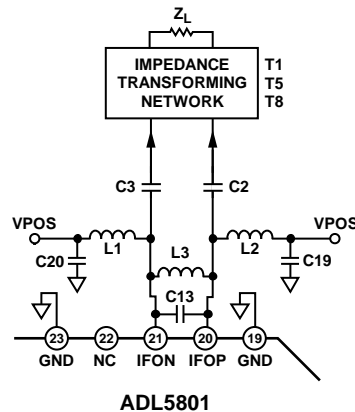 ZL
IMPEDANCE
TRANSFORMING
NETWORK
T1
T5
T8
C3
C2
VPOS
L1
L3
L2
VPOS
C20
C19
C13
23
22
21
20
19
GND
NC
IFON
IFOP
GND
ADL5801